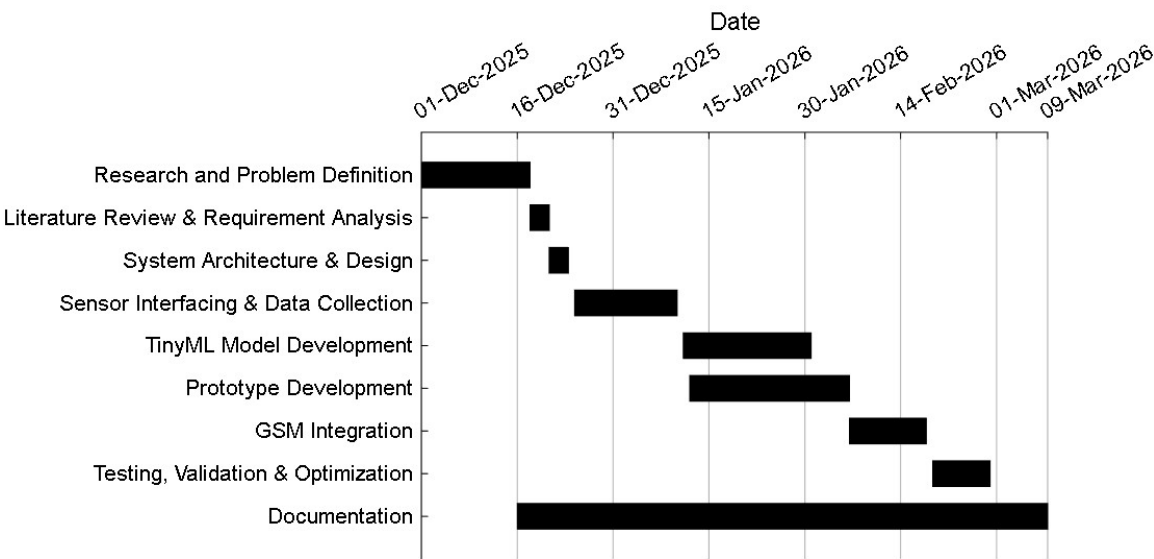 Date
01-Dec-2025
16-Dec-2025
31-Dec-2025
15-Jan-2026
30-Jan-2026
14-Feb-2026
01-Mar-2026
09-Mar-2026
Research and Problem Definition
Literature Review & Requirement Analysis
System Architecture & Design
Sensor Interfacing & Data Collection
TinyML Model Development
Prototype Development
GSM Integration
Testing, Validation & Optimization
Documentation